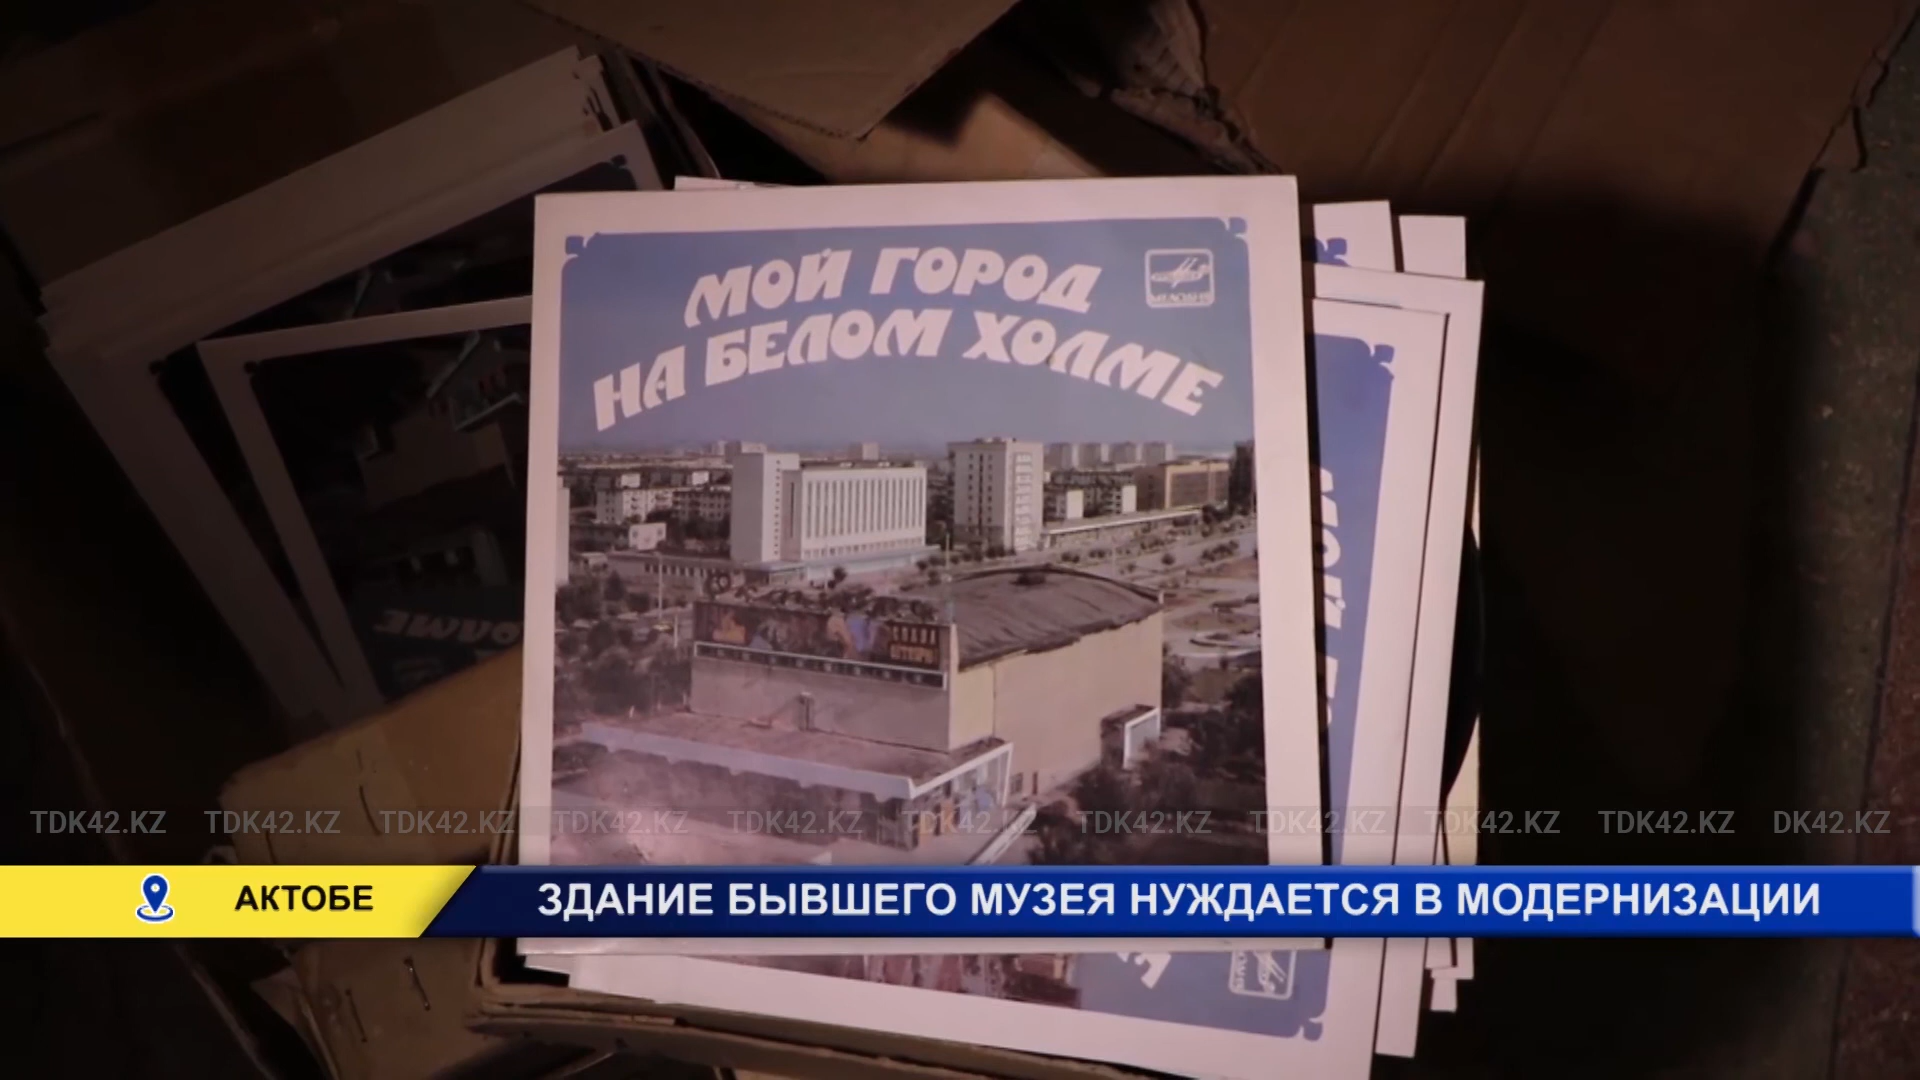 МОЙ ГОРОД
НА БЕЛОМ ХОЛМЕ
МЕЛОДИЯ
TDK42.KZ TDK42.KZ TDK42.KZ TDK42.KZ TDK42.KZ TDK42.KZ TDK42.KZ TDK42.KZ TDK42.KZ TDK42.KZ DK42.KZ
АКТОБЕ
ЗДАНИЕ БЫВШЕГО МУЗЕЯ НУЖДАЕТСЯ В МОДЕРНИЗАЦИИ